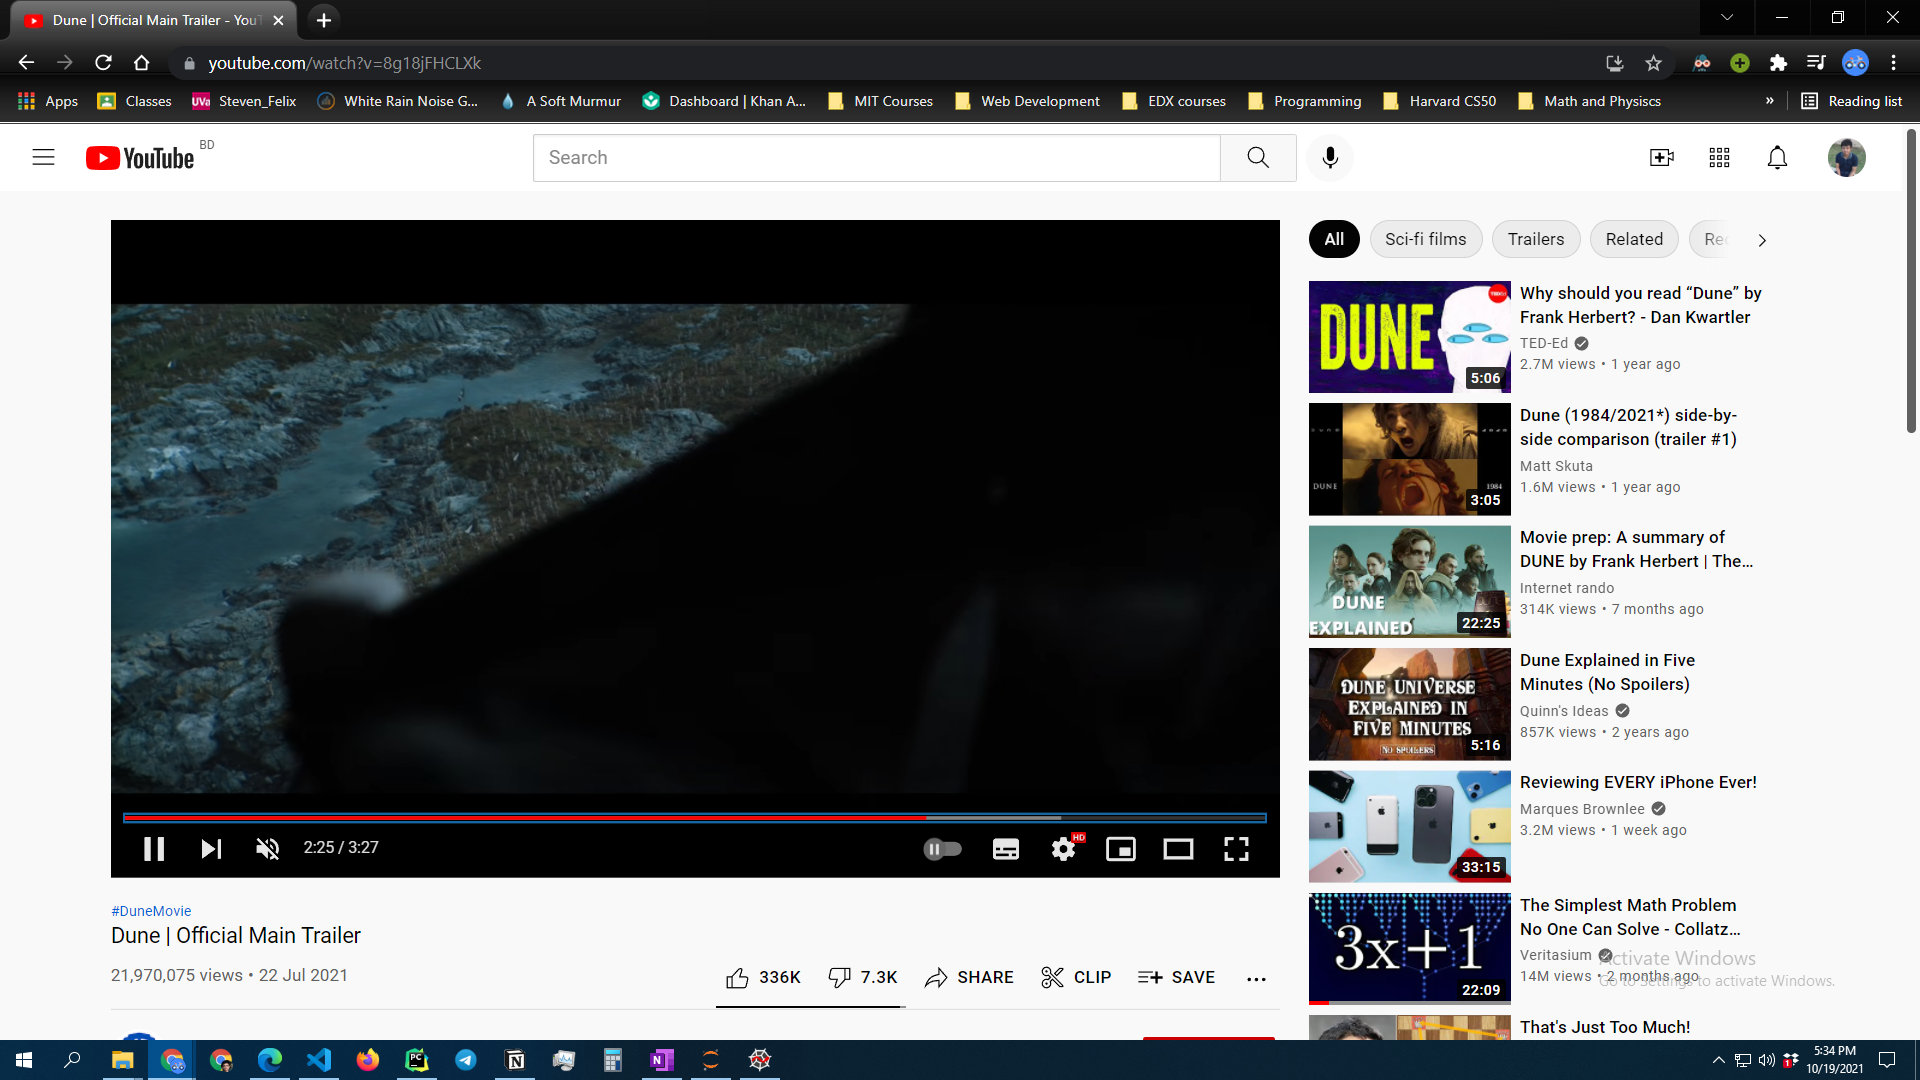 Dune | Official Main Trailer - YouT
youtube.com/watch?v=8g18jFHCLXk
Apps Classes Steven_Felix White Rain Noise G... A Soft Murmur Dashboard | Khan A... MIT Courses Web Development EDX courses Programming Harvard CS50 Math and Physiscs » Reading list
YouTube BD
Search
All Sci-fi films Trailers Related Rec
DUNE
5:06
Why should you read “Dune” by
Frank Herbert? - Dan Kwartler
TED-Ed
2.7M views • 1 year ago
DUNE
1984
3:05
Dune (1984/2021*) side-by-
side comparison (trailer #1)
Matt Skuta
1.6M views • 1 year ago
DUNE
EXPLAINED
22:25
Movie prep: A summary of
DUNE by Frank Herbert | The...
Internet rando
314K views • 7 months ago
DUNE UNIVERSE
EXPLAINED IN
FIVE MINUTES
NO SPOILERS
5:16
Dune Explained in Five
Minutes (No Spoilers)
Quinn's Ideas
857K views • 2 years ago
33:15
Reviewing EVERY iPhone Ever!
Marques Brownlee
3.2M views • 1 week ago
3x+1
22:09
The Simplest Math Problem
No One Can Solve - Collatz...
Veritasium
14M views • 2 months ago
That's Just Too Much!
Activate Windows
Go to Settings to activate Windows.
2:25 / 3:27
HD
#DuneMovie
Dune | Official Main Trailer
21,970,075 views • 22 Jul 2021
336K 7.3K SHARE CLIP SAVE
5:34 PM
10/19/2021